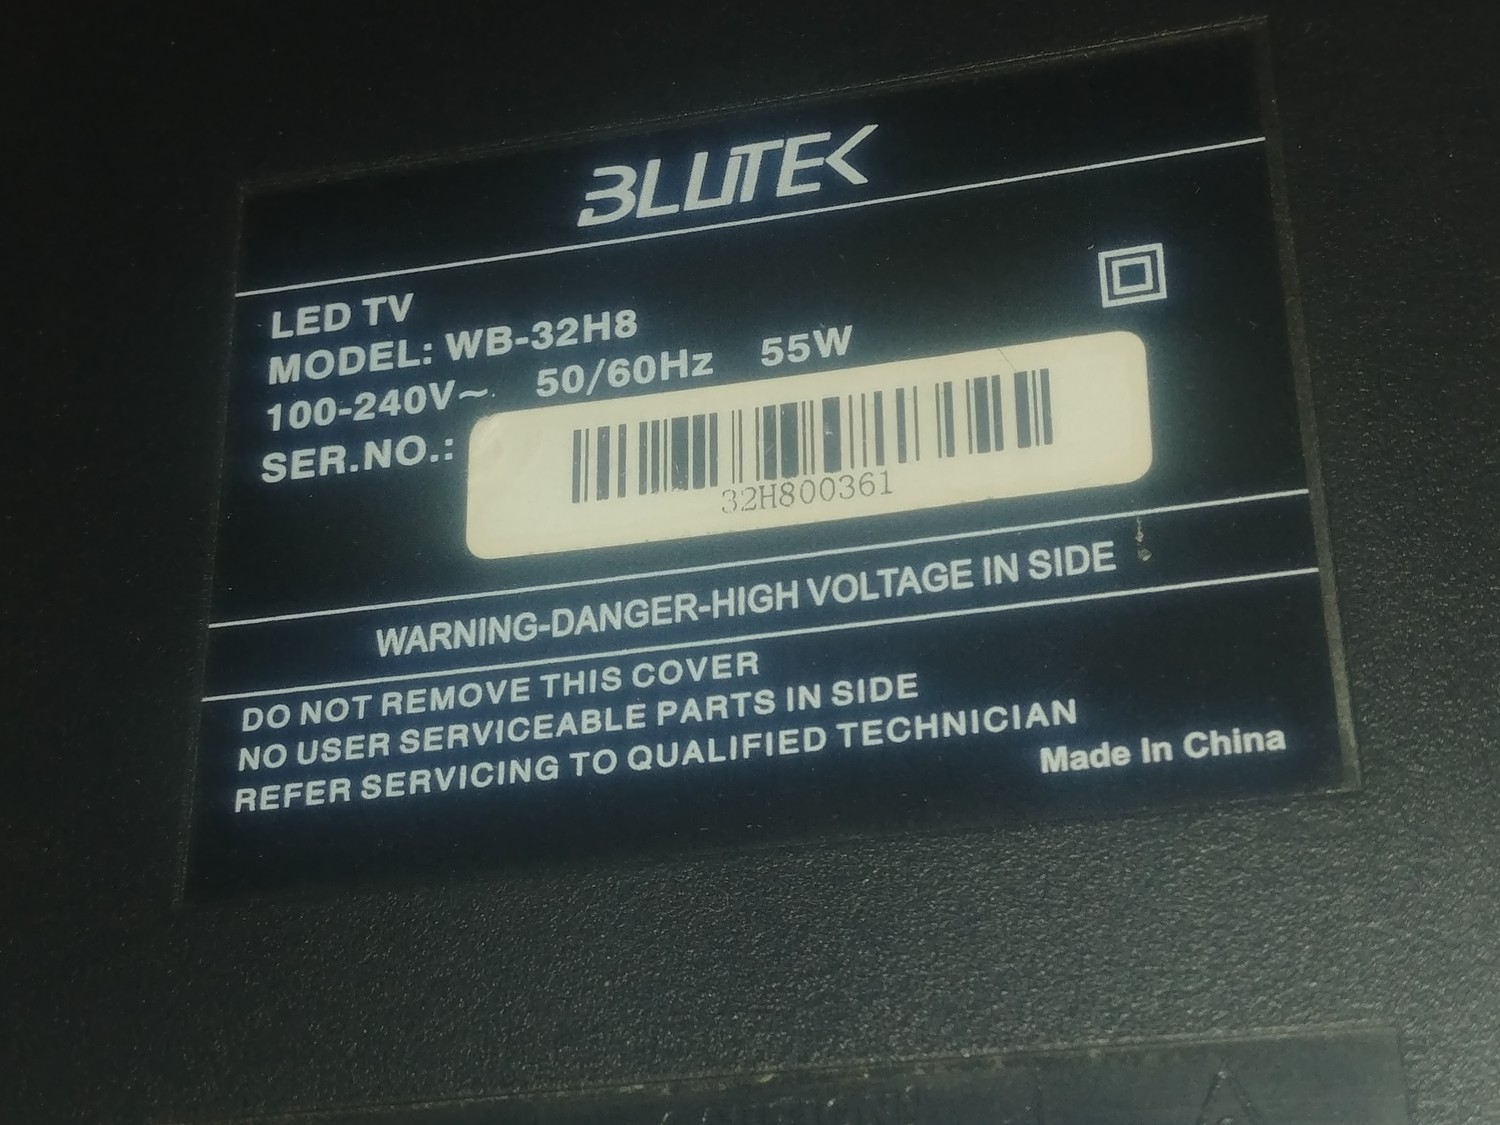 BLUTEK
LED TV
MODEL: WB-32H8
100-240V~ 50/60Hz 55W
SER.NO.:
32H800361
WARNING-DANGER-HIGH VOLTAGE IN SIDE
DO NOT REMOVE THIS COVER
NO USER SERVICEABLE PARTS IN SIDE
REFER SERVICING TO QUALIFIED TECHNICIAN
Made In China